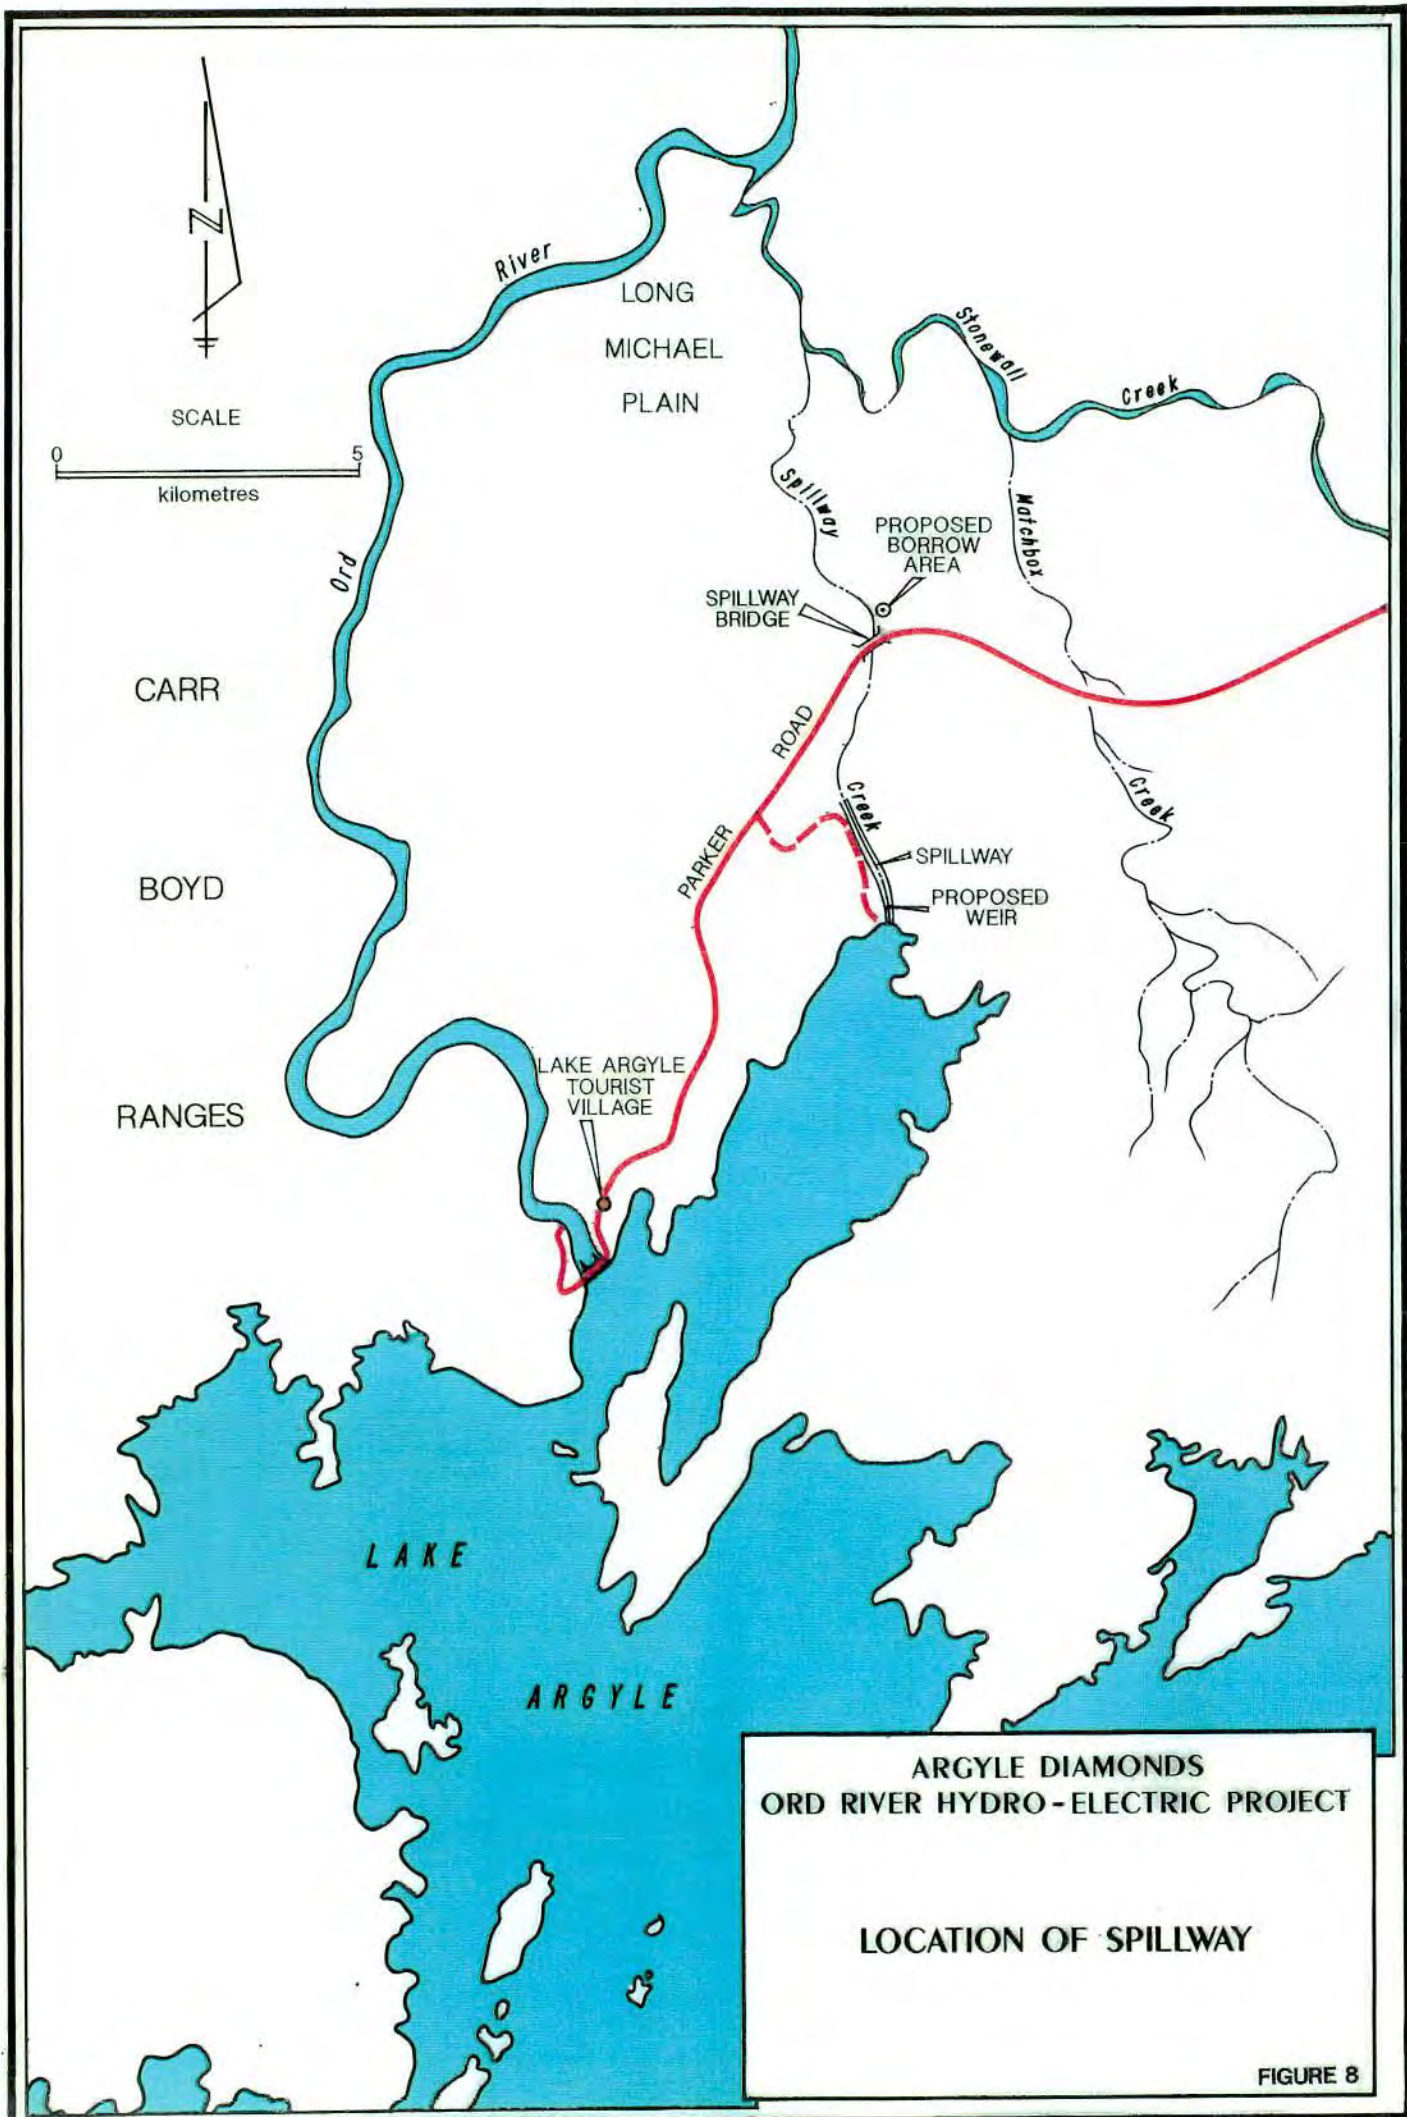 N
SCALE
0 5
kilometres
River
Ord
LONG
MICHAEL
PLAIN
Stonewall
Creek
Spillway
Creek
Matchbox
Creek
PROPOSED
BORROW
AREA
SPILLWAY
BRIDGE
CARR
BOYD
RANGES
PARKER
ROAD
SPILLWAY
PROPOSED
WEIR
LAKE ARGYLE
TOURIST
VILLAGE
LAKE
ARGYLE
ARGYLE DIAMONDS
ORD RIVER HYDRO-ELECTRIC PROJECT
LOCATION OF SPILLWAY
FIGURE 8